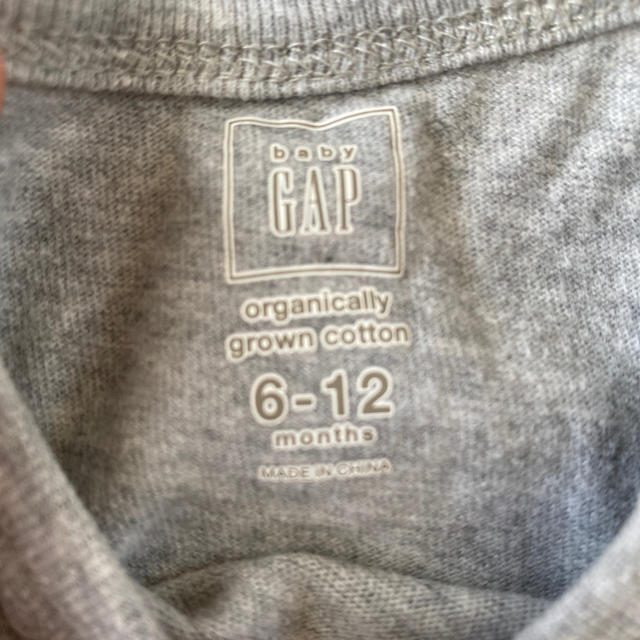 baby
GAP
organically
grown cotton
6-12
months
MADE IN CHINA